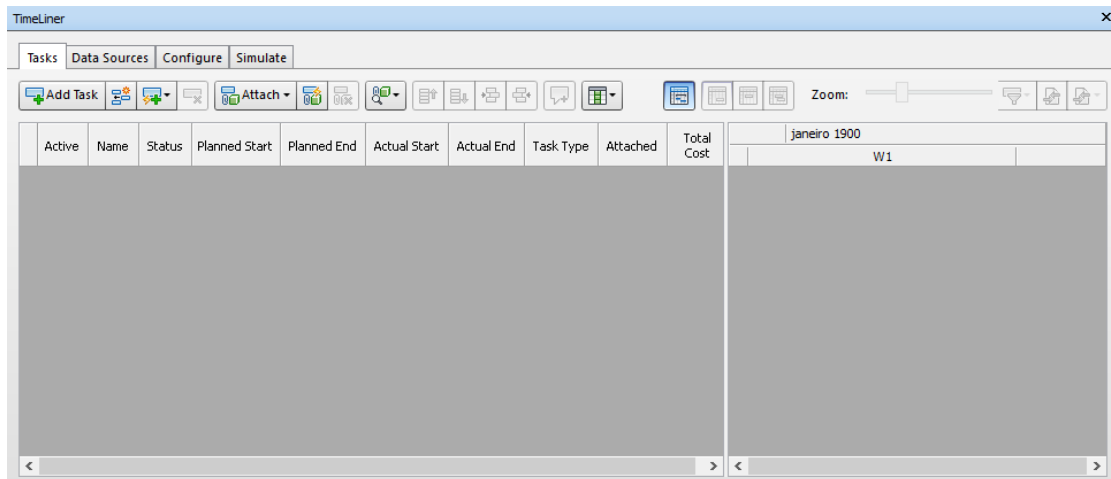 TimeLiner
Tasks Data Sources Configure Simulate
Add Task Attach Zoom:
Active Name Status Planned Start Planned End Actual Start Actual End Task Type Attached Total Cost
janeiro 1900
W1